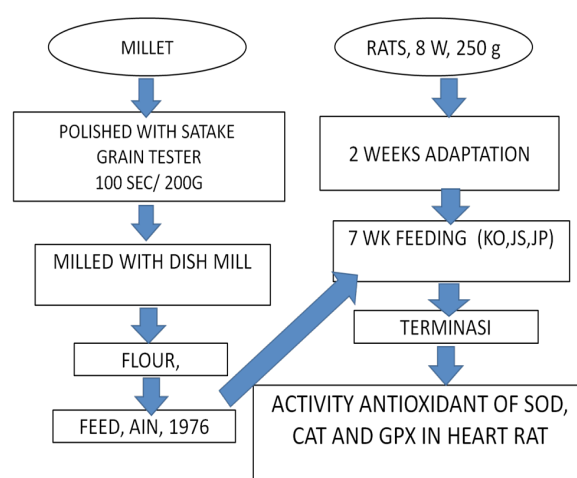 MILLET
POLISHED WITH SATAKE
GRAIN TESTER
100 SEC/ 200G
MILLED WITH DISH MILL
FLOUR,
FEED, AIN, 1976
RATS, 8 W, 250 g
2 WEEKS ADAPTATION
7 WK FEEDING (KO,JS,JP)
TERMINASI
ACTIVITY ANTIOXIDANT OF SOD,
CAT AND GPX IN HEART RAT